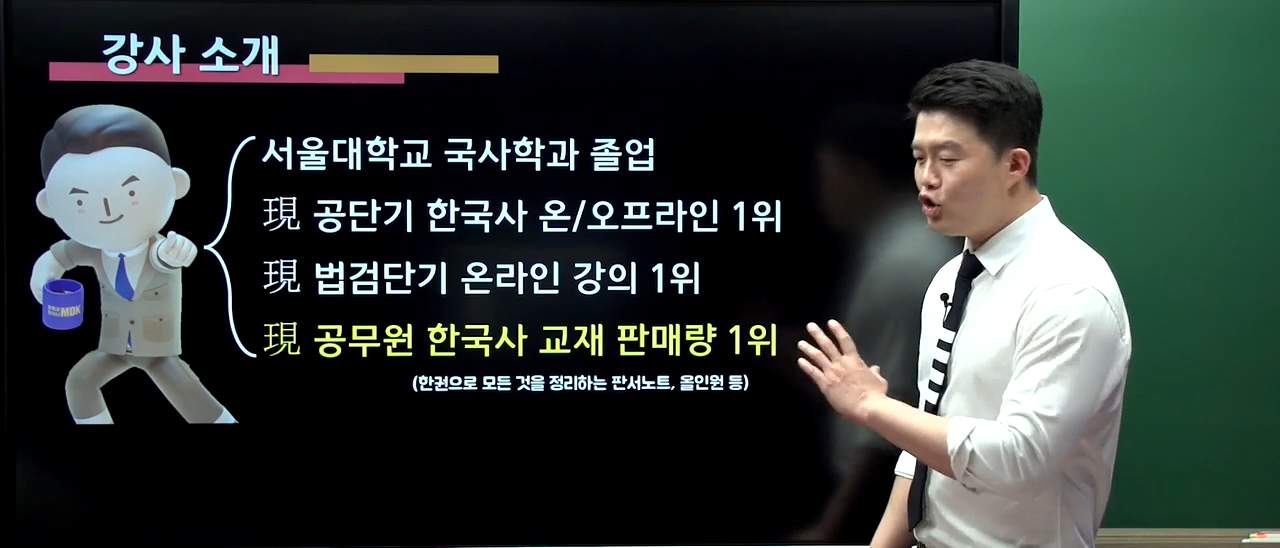 강사 소개
서울대학교 국사학과 졸업
現 공단기 한국사 온/오프라인 1위
現 법검단기 온라인 강의 1위
現 공무원 한국사 교재 판매량 1위
(한권으로 모든 것을 정리하는 판서노트, 올인원 등)
MOK